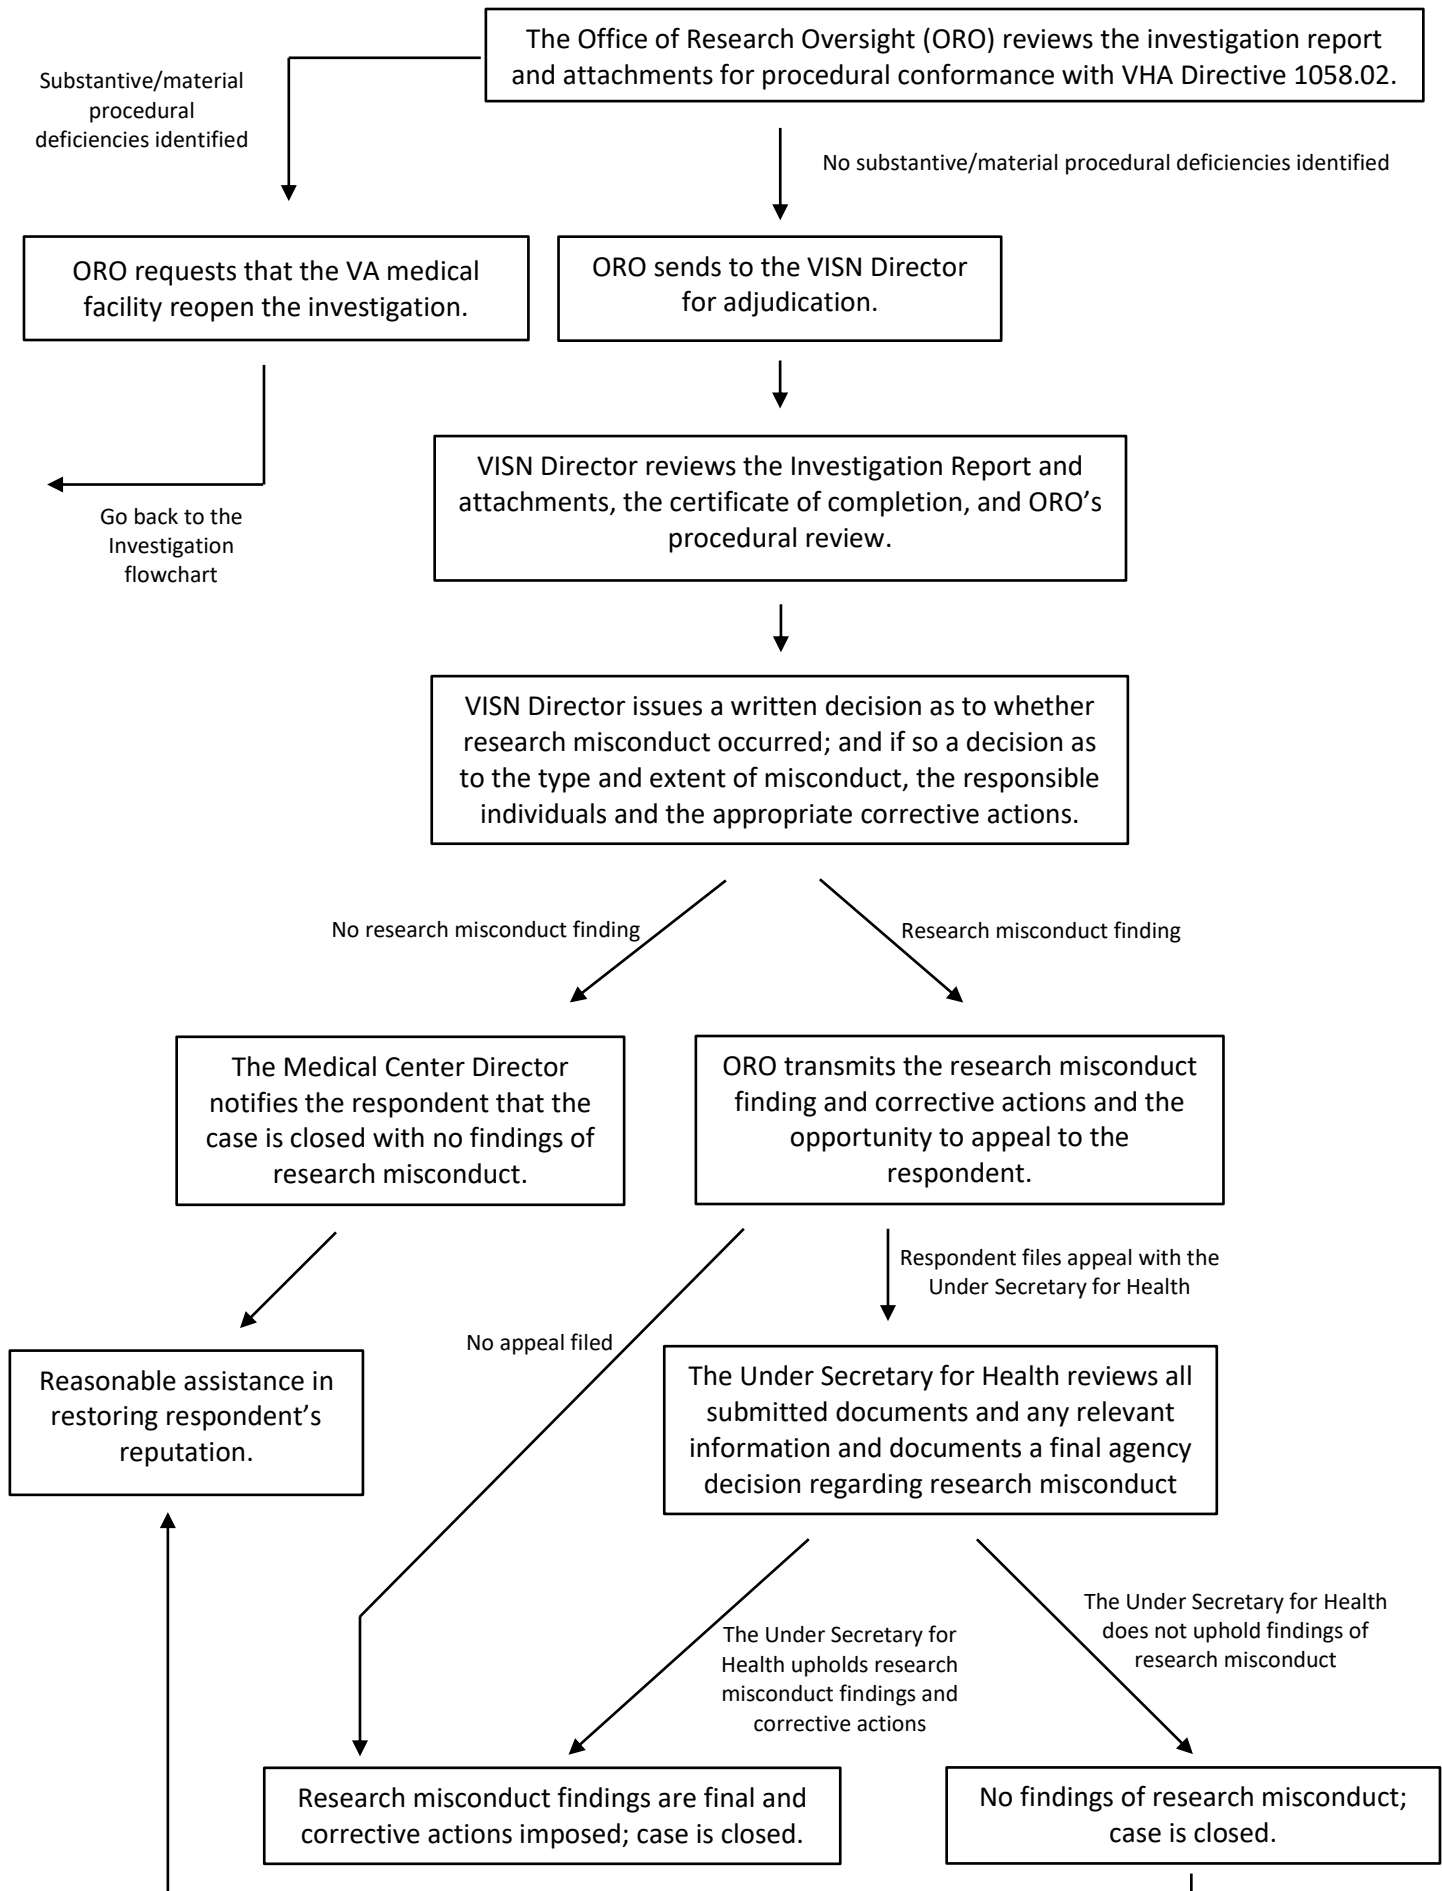 The Office of Research Oversight (ORO) reviews the investigation report
and attachments for procedural conformance with VHA Directive 1058.02.
Substantive/material
procedural
deficiencies identified
No substantive/material procedural deficiencies identified
ORO requests that the VA medical
facility reopen the investigation.
ORO sends to the VISN Director
for adjudication.
Go back to the
Investigation
flowchart
VISN Director reviews the Investigation Report and
attachments, the certificate of completion, and ORO’s
procedural review.
VISN Director issues a written decision as to whether
research misconduct occurred; and if so a decision as
to the type and extent of misconduct, the responsible
individuals and the appropriate corrective actions.
No research misconduct finding
Research misconduct finding
The Medical Center Director
notifies the respondent that the
case is closed with no findings of
research misconduct.
ORO transmits the research misconduct
finding and corrective actions and the
opportunity to appeal to the
respondent.
Respondent files appeal with the
Under Secretary for Health
No appeal filed
Reasonable assistance in
restoring respondent’s
reputation.
The Under Secretary for Health reviews all
submitted documents and any relevant
information and documents a final agency
decision regarding research misconduct
The Under Secretary for
Health upholds research
misconduct findings and
corrective actions
The Under Secretary for Health
does not uphold findings of
research misconduct
Research misconduct findings are final and
corrective actions imposed; case is closed.
No findings of research misconduct;
case is closed.